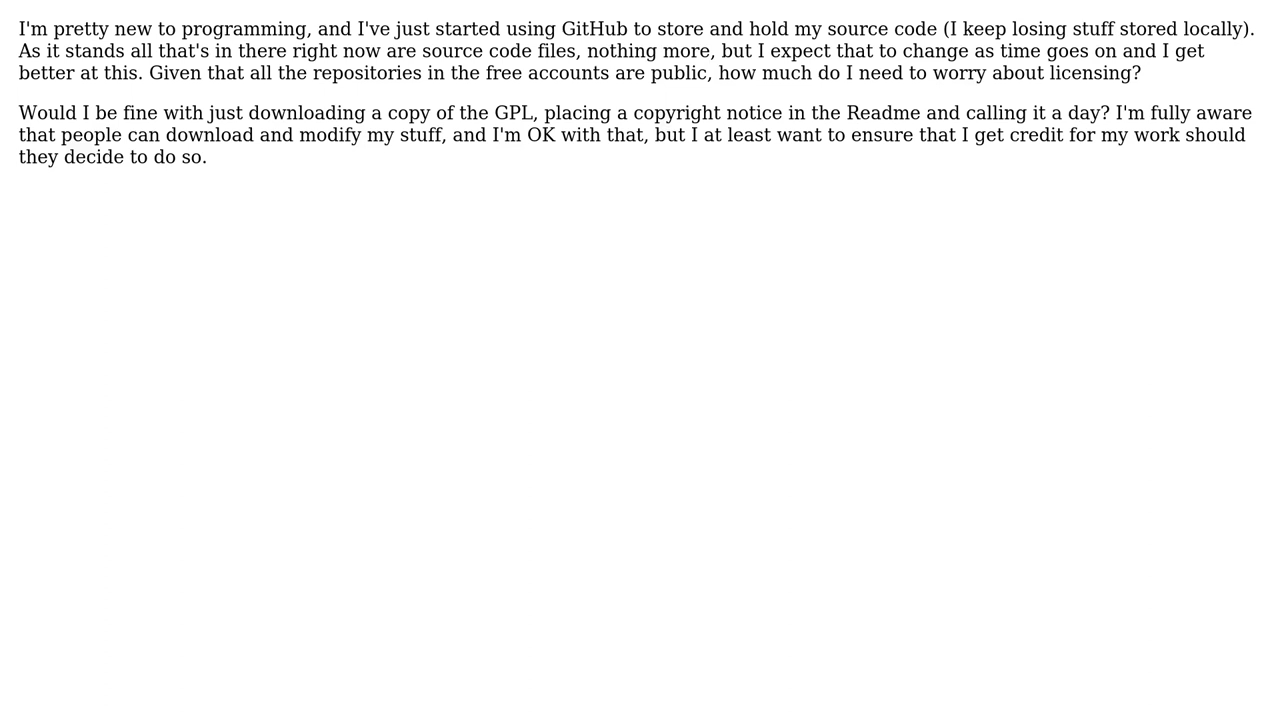 I'm pretty new to programming, and I've just started using GitHub to store and hold my source code (I keep losing stuff stored locally).
As it stands all that's in there right now are source code files, nothing more, but I expect that to change as time goes on and I get
better at this. Given that all the repositories in the free accounts are public, how much do I need to worry about licensing?
Would I be fine with just downloading a copy of the GPL, placing a copyright notice in the Readme and calling it a day? I'm fully aware
that people can download and modify my stuff, and I'm OK with that, but I at least want to ensure that I get credit for my work should
they decide to do so.